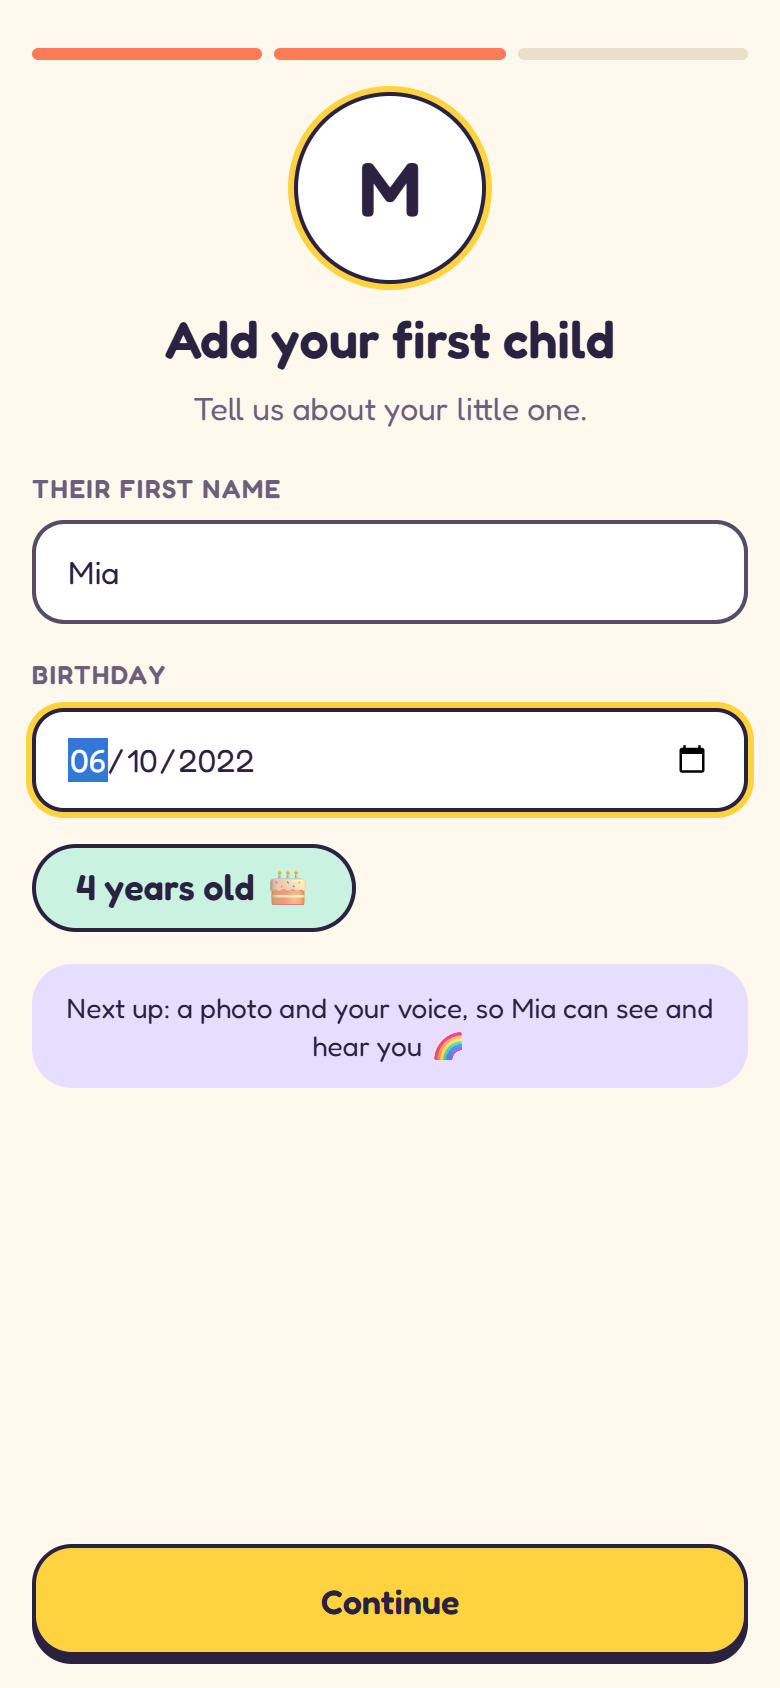 M
Add your first child
Tell us about your little one.
THEIR FIRST NAME
Mia
BIRTHDAY
06/10/2022
4 years old 🎂
Next up: a photo and your voice, so Mia can see and
hear you 🌈
Continue